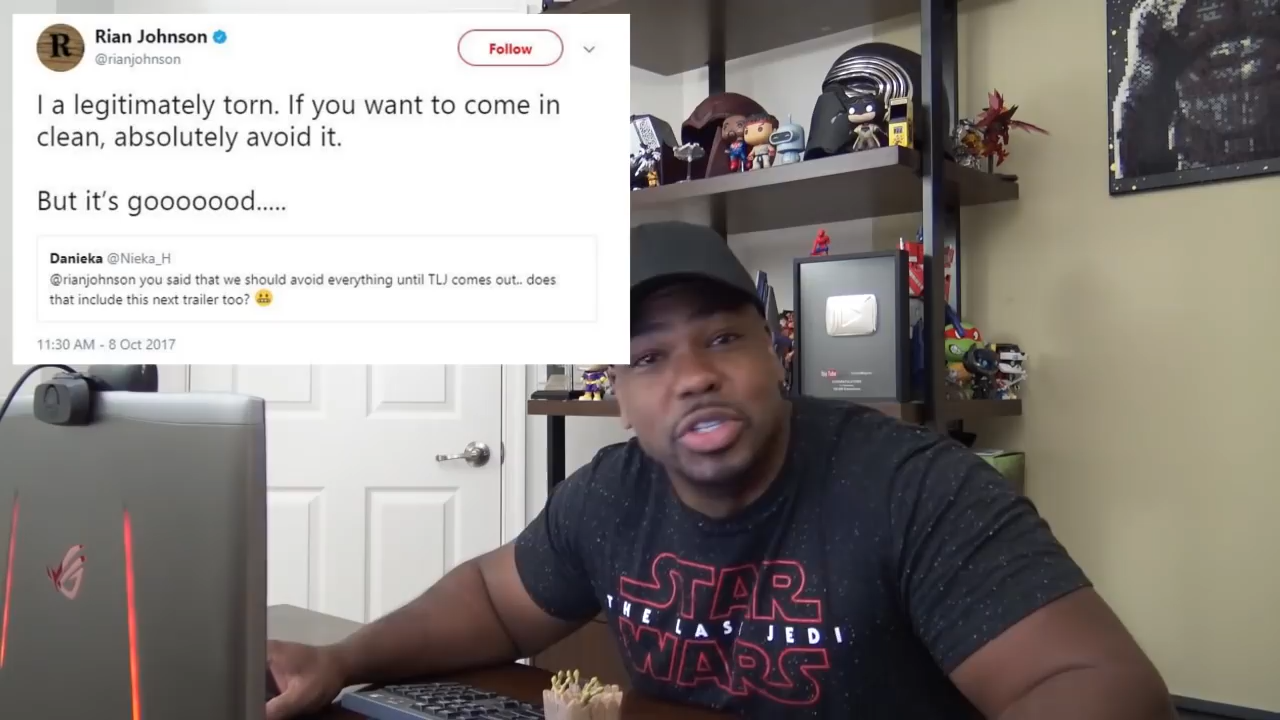 Rian Johnson
@rianjohnson
Follow
I a legitimately torn. If you want to come in
clean, absolutely avoid it.
But it’s gooooood.....
Danieka @Nieka_H
@rianjohnson you said that we should avoid everything until TLJ comes out.. does
that include this next trailer too? 😬
11:30 AM - 8 Oct 2017
STAR
THE LAST JEDI
WARS